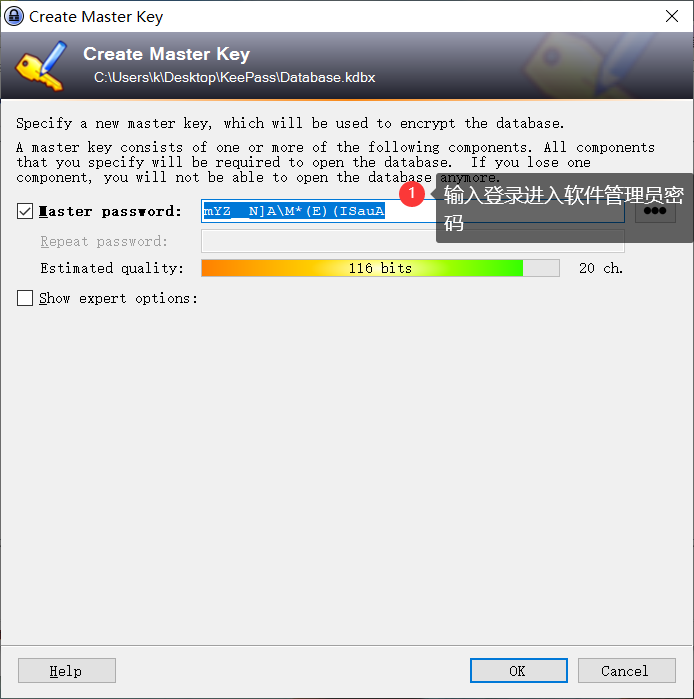 Create Master Key
Create Master Key
C:\Users\k\Desktop\KeePass\Database.kdbx
Specify a new master key, which will be used to encrypt the database.
A master key consists of one or more of the following components. All components
that you specify will be required to open the database. If you lose one
component, you will not be able to open the database anymore.
1
输入登录进入软件管理员密
码
Master password:
mYZ__N]A\M*(E)(ISauA
Repeat password:
Estimated quality:
116 bits
20 ch.
Show expert options:
Help
OK
Cancel